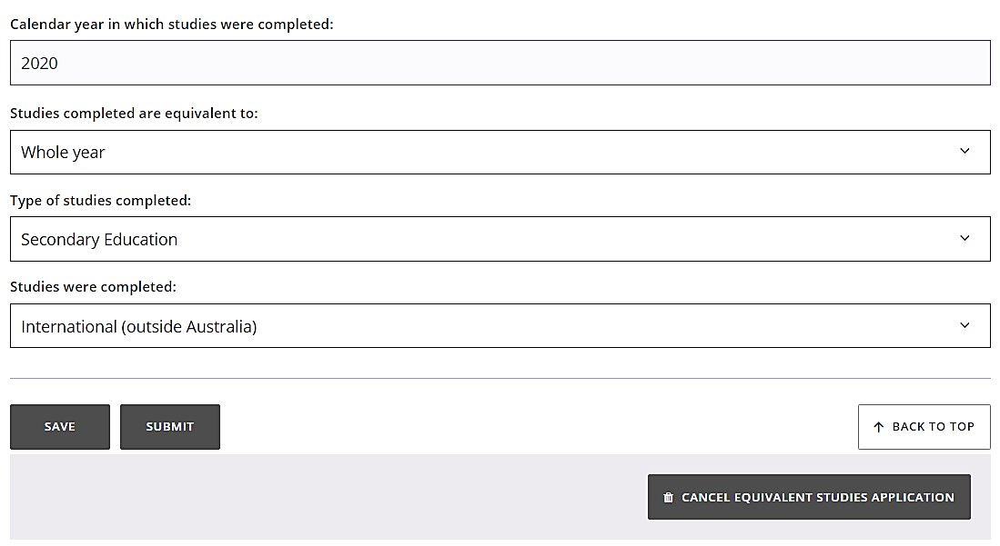 Calendar year in which studies were completed:
2020
Studies completed are equivalent to:
Whole year
Type of studies completed:
Secondary Education
Studies were completed:
International (outside Australia)
SAVE SUBMIT BACK TO TOP
CANCEL EQUIVALENT STUDIES APPLICATION